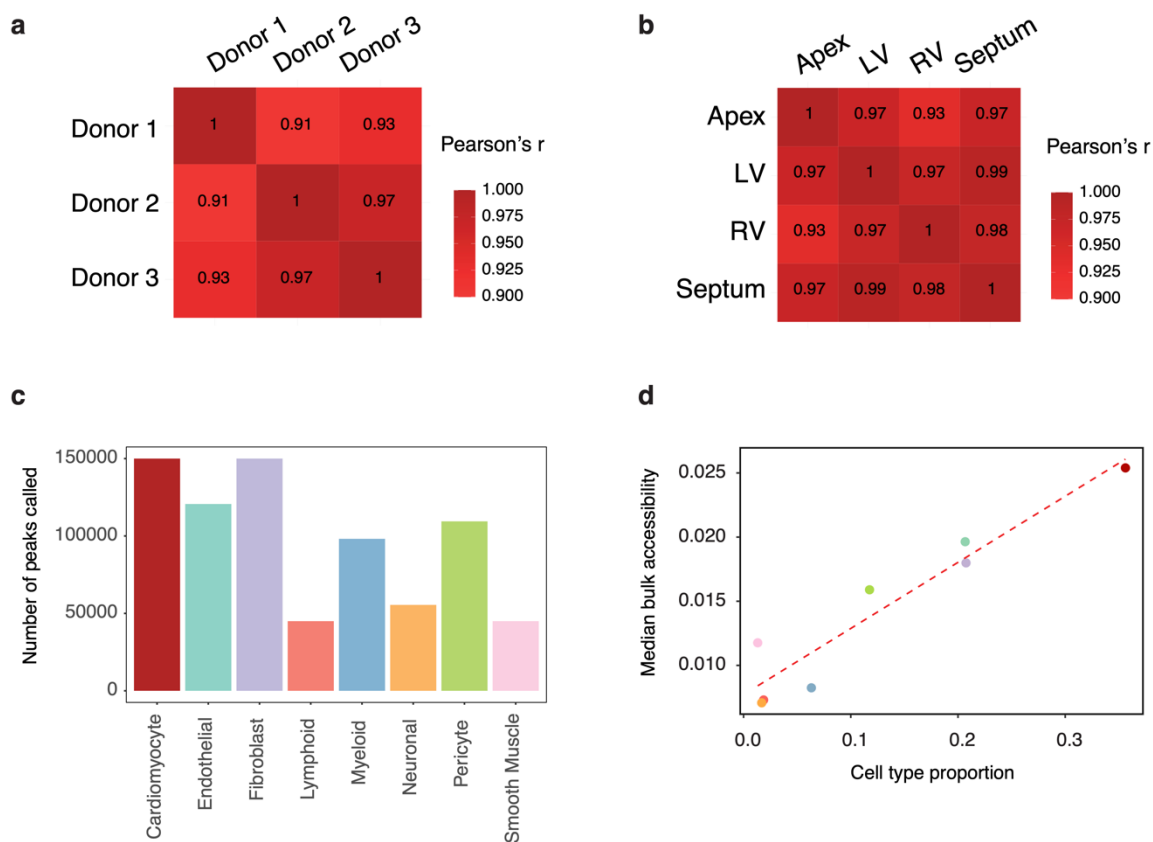 a
Donor 1 Donor 2 Donor 3
Donor 1 1 0.91 0.93
Donor 2 0.91 1 0.97
Donor 3 0.93 0.97 1
Pearson's r
1.000
0.975
0.950
0.925
0.900
b
Apex LV RV Septum
Apex 1 0.97 0.93 0.97
LV 0.97 1 0.97 0.99
RV 0.93 0.97 1 0.98
Septum 0.97 0.99 0.98 1
Pearson's r
1.000
0.975
0.950
0.925
0.900
c
Number of peaks called
150000
100000
50000
0
Cardiomyocyte
Endothelial
Fibroblast
Lymphoid
Myeloid
Neuronal
Pericyte
Smooth Muscle
d
Median bulk accessibility
0.025
0.020
0.015
0.010
0.0 0.1 0.2 0.3
Cell type proportion